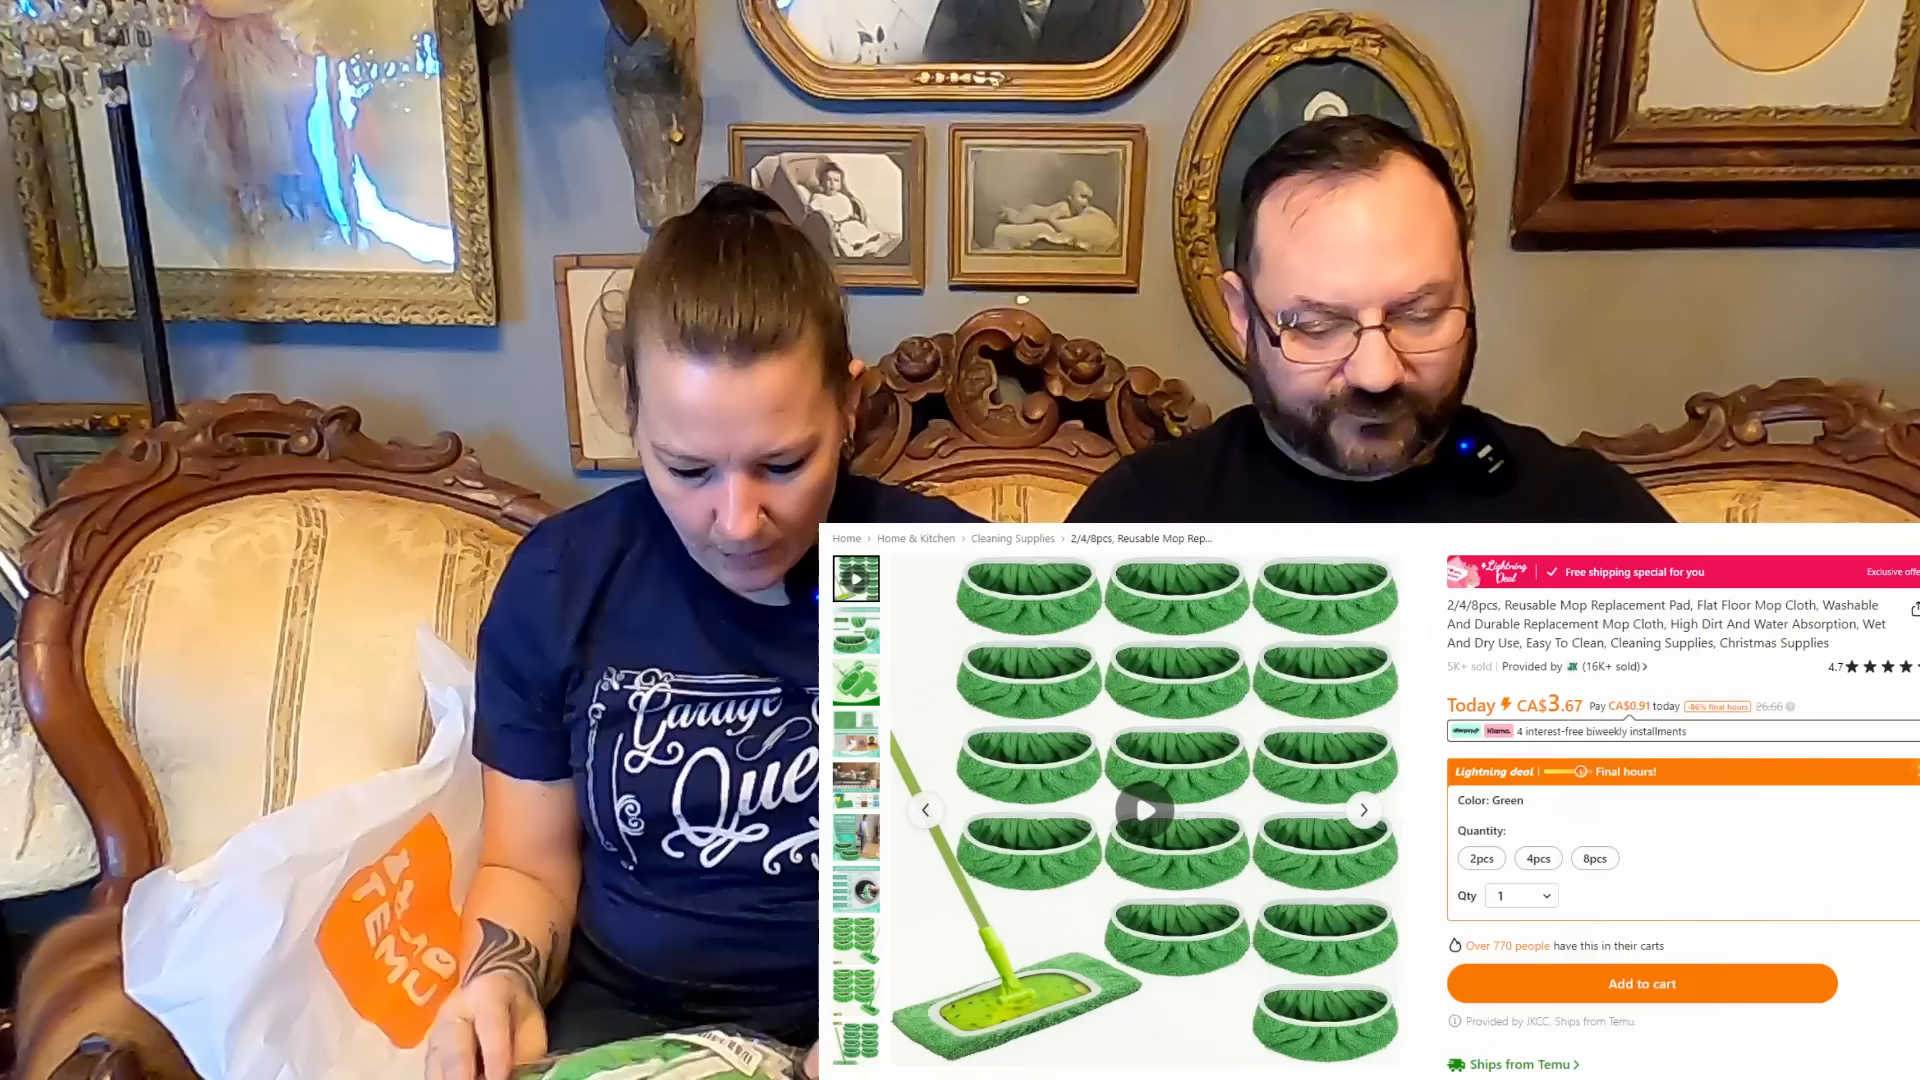 Garage
Que
TEMU
Home > Home & Kitchen > Cleaning Supplies > 2/4/8pcs, Reusable Mop Rep...
Lightning Deal
Free shipping special for you
Exclusive offe
2/4/8pcs, Reusable Mop Replacement Pad, Flat Floor Mop Cloth, Washable
And Durable Replacement Mop Cloth, High Dirt And Water Absorption, Wet
And Dry Use, Easy To Clean, Cleaning Supplies, Christmas Supplies
5K+ sold | Provided by JK (16K+ sold) >
4.7
Today CA$3.67 Pay CA$0.91 today -86% final hours 26.66
afterpay Klarna. 4 interest-free biweekly installments
Lightning deal | Final hours!
Color: Green
Quantity:
2pcs 4pcs 8pcs
Qty 1
Over 770 people have this in their carts
Add to cart
Provided by JKCC. Ships from Temu.
Ships from Temu >